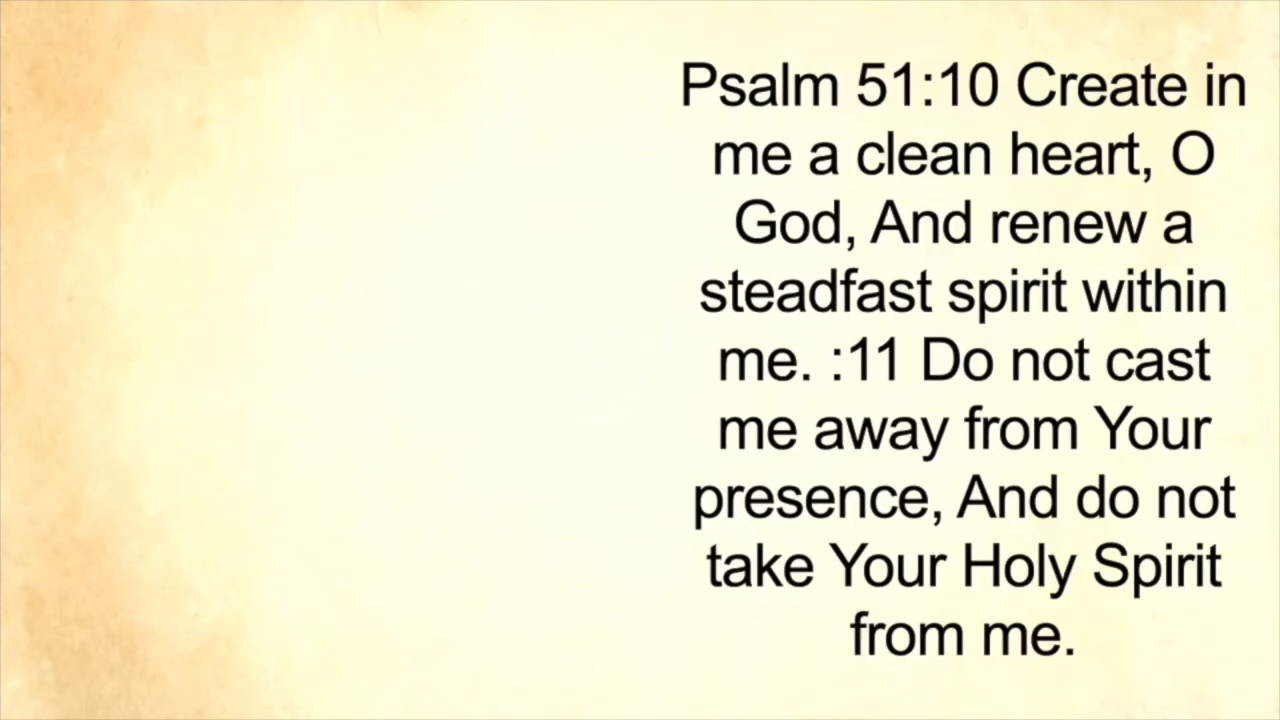 Psalm 51:10 Create in
me a clean heart, O
God, And renew a
steadfast spirit within
me. :11 Do not cast
me away from Your
presence, And do not
take Your Holy Spirit
from me.